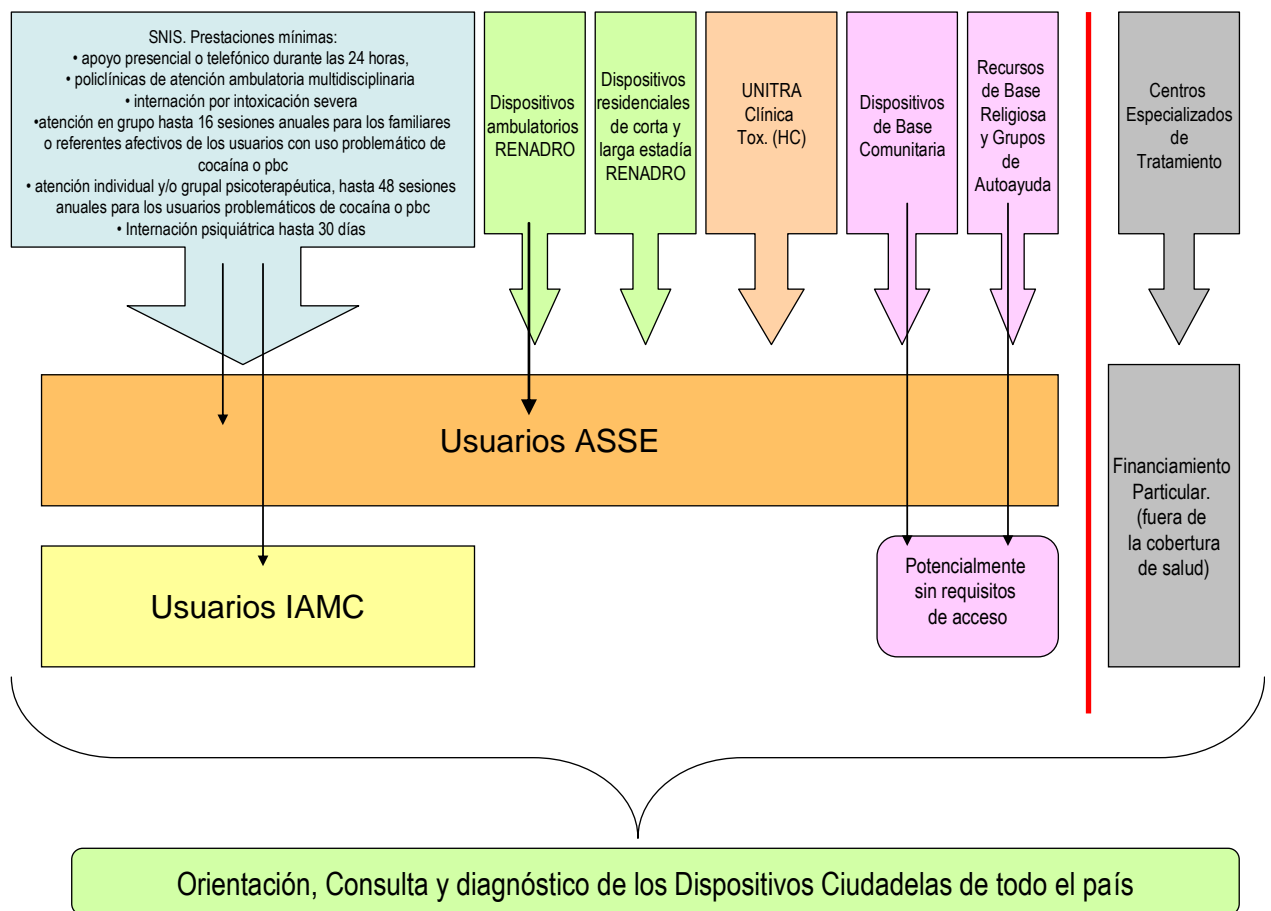 SNIS. Prestaciones mínimas:
• apoyo presencial o telefónico durante las 24 horas,
• policlínicas de atención ambulatoria multidisciplinaria
• internación por intoxicación severa
•atención en grupo hasta 16 sesiones anuales para los familiares
o referentes afectivos de los usuarios con uso problemático de
cocaína o pbc
• atención individual y/o grupal psicoterapéutica, hasta 48 sesiones
anuales para los usuarios problemáticos de cocaína o pbc
• Internación psiquiátrica hasta 30 días
Dispositivos
ambulatorios
RENADRO
Dispositivos
residenciales
de corta y
larga estadía
RENADRO
UNITRA
Clínica
Tox. (HC)
Dispositivos
de Base
Comunitaria
Recursos
de Base
Religiosa
y Grupos
de
Autoayuda
Centros
Especializados
de
Tratamiento
Usuarios ASSE
Financiamiento
Particular.
(fuera de
la cobertura
de salud)
Usuarios IAMC
Potencialmente
sin requisitos
de acceso
Orientación, Consulta y diagnóstico de los Dispositivos Ciudadelas de todo el país